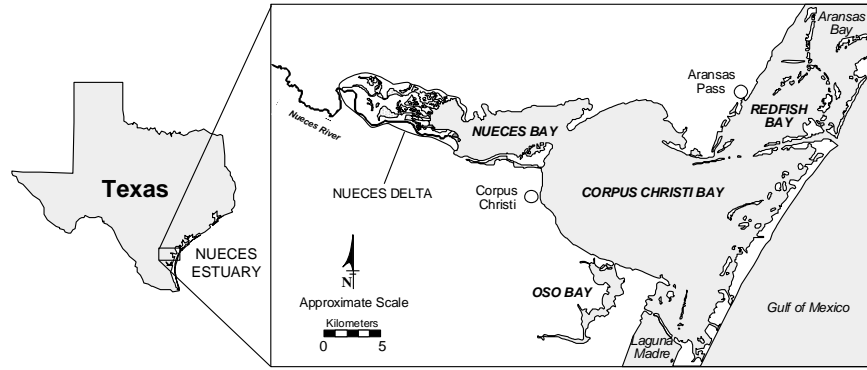 Texas
NUECES
ESTUARY
Nueces River
NUECES DELTA
NUECES BAY
Corpus
Christi
CORPUS CHRISTI BAY
Aransas
Pass
REDFISH
BAY
Aransas
Bay
OSO BAY
Laguna
Madre
Gulf of Mexico
N
Approximate Scale
Kilometers
0 5